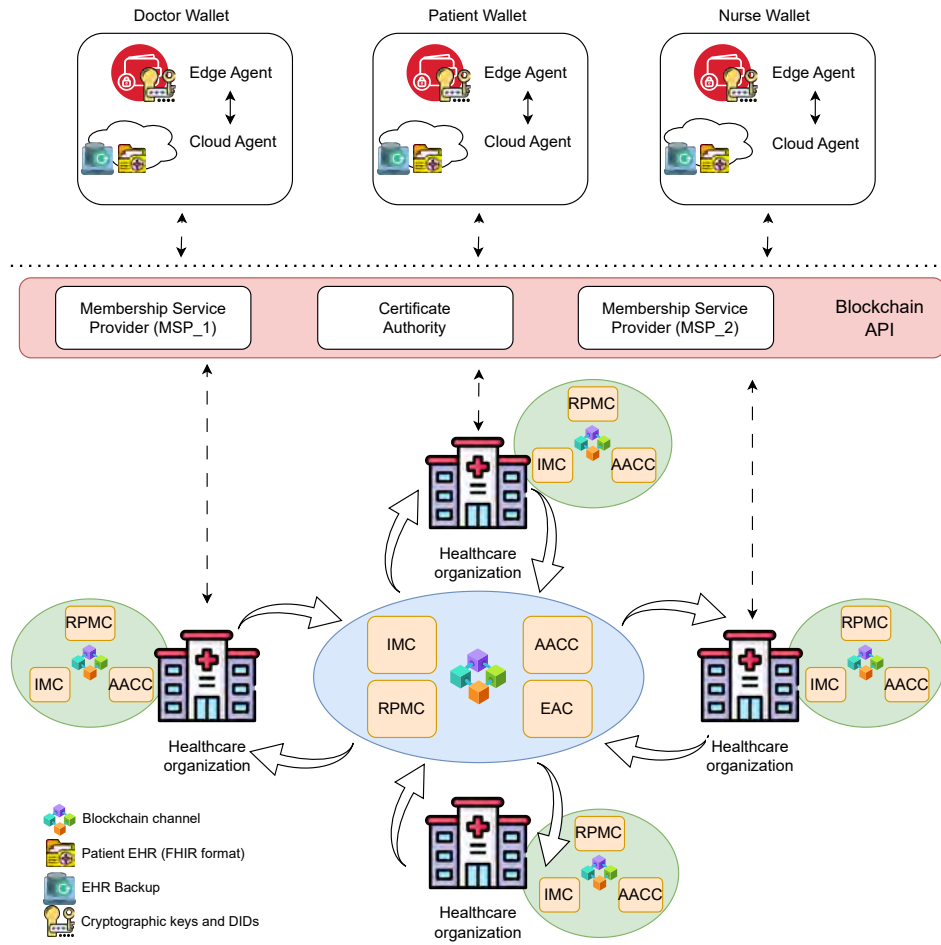 Doctor Wallet
Patient Wallet
Nurse Wallet
Edge Agent
Cloud Agent
Edge Agent
Cloud Agent
Edge Agent
Cloud Agent
Membership Service
Provider (MSP_1)
Certificate
Authority
Membership Service
Provider (MSP_2)
Blockchain
API
RPMC
IMC
AACC
Healthcare
organization
RPMC
IMC
AACC
Healthcare
organization
IMC
AACC
RPMC
EAC
RPMC
IMC
AACC
Healthcare
organization
RPMC
IMC
AACC
Healthcare
organization
Blockchain channel
Patient EHR (FHIR format)
EHR Backup
Cryptographic keys and DIDs